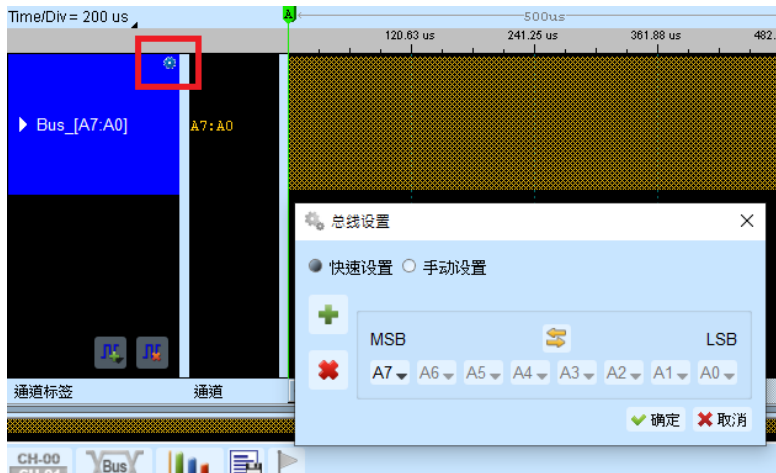 Time/Div = 200 us
A
500us
120.63 us 241.25 us 361.88 us 482.
Bus_[A7:A0]
A7:A0
总线设置
快速设置 手动设置
MSB LSB
A7 A6 A5 A4 A3 A2 A1 A0
确定 取消
通道标签 通道
CH-00
Bus